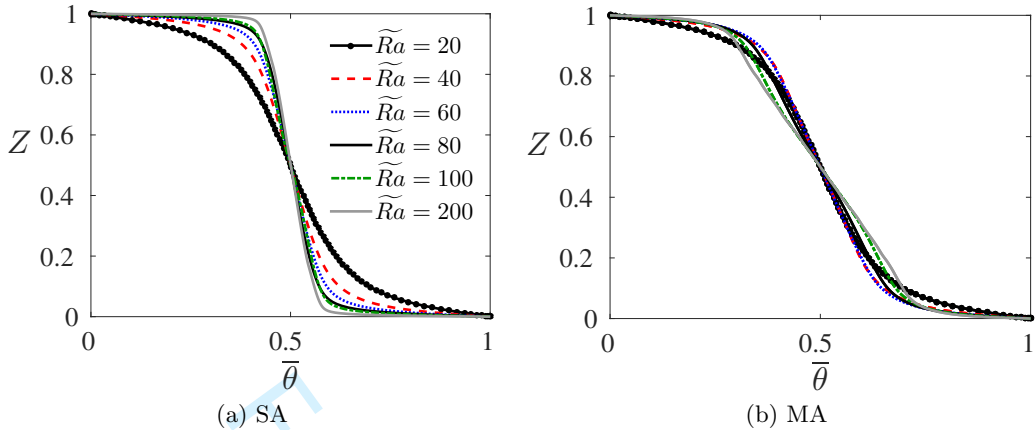 1
0.8
0.6
Z
0.4
0.2
0
0
0.5
1
θ̅
R͠a = 20
R͠a = 40
R͠a = 60
R͠a = 80
R͠a = 100
R͠a = 200
(a) SA
1
0.8
0.6
Z
0.4
0.2
0
0
0.5
1
θ̅
(b) MA
F